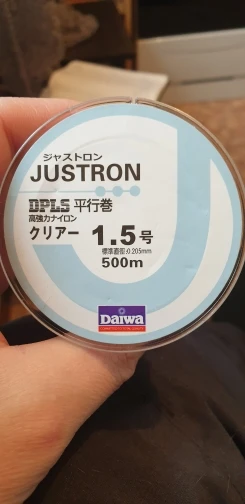 ジャストロン
JUSTRON
DPLS 平行巻
高強力ナイロン
クリアー 1.5号
標準直径:0.205mm
500m
Daiwa